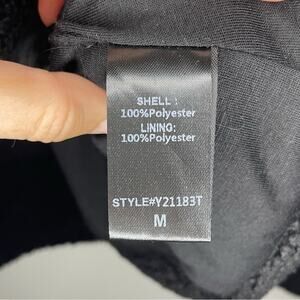 SHELL :
100%Polyester
LINING:
100%Polyester
STYLE#Y21183T
M